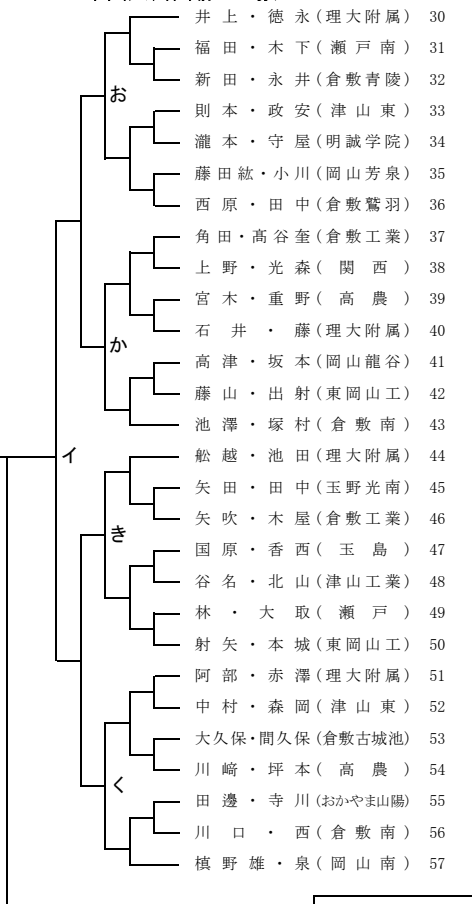 井上・徳永(理大附属) 30
福田・木下(瀬戸南) 31
新田・永井(倉敷青陵) 32
お
則本・政安(津山東) 33
瀧本・守屋(明誠学院) 34
藤田紘・小川(岡山芳泉) 35
西原・田中(倉敷鷲羽) 36
角田・髙谷奎(倉敷工業) 37
上野・光森(関西) 38
宮木・重野(高農) 39
石井・藤(理大附属) 40
か
高津・坂本(岡山龍谷) 41
藤山・出射(東岡山工) 42
池澤・塚村(倉敷南) 43
イ
舩越・池田(理大附属) 44
矢田・田中(玉野光南) 45
矢吹・木屋(倉敷工業) 46
き
国原・香西(玉島) 47
谷名・北山(津山工業) 48
林・大取(瀬戸) 49
射矢・本城(東岡山工) 50
阿部・赤澤(理大附属) 51
中村・森岡(津山東) 52
大久保・間久保(倉敷古城池) 53
川﨑・坪本(高農) 54
く
田邊・寺川(おかやま山陽) 55
川口・西(倉敷南) 56
槙野雄・泉(岡山南) 57